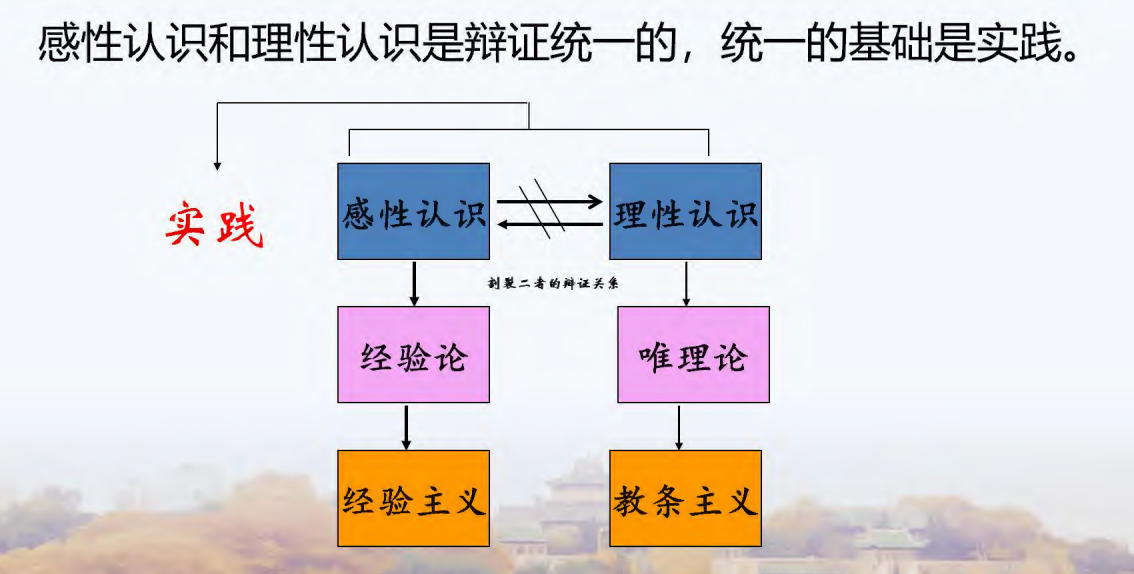 感性认识和理性认识是辩证统一的，统一的基础是实践。
实践
感性认识
理性认识
割裂二者的辩证关系
经验论
唯理论
经验主义
教条主义